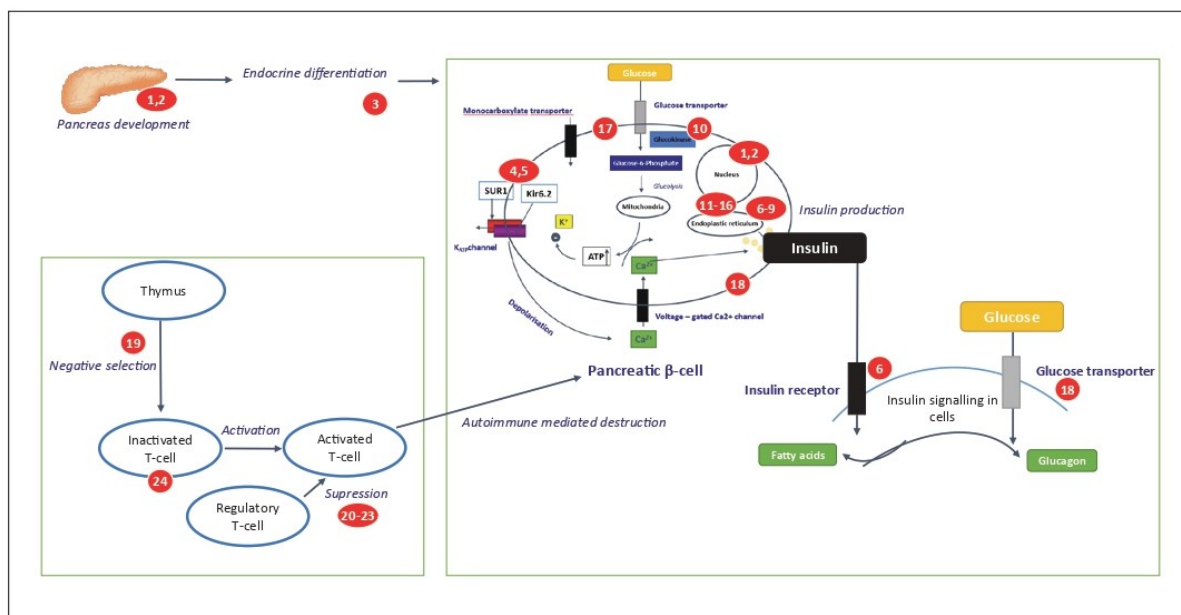 Endocrine differentiation
1,2
3
Pancreas development
Glucose
Monocarboxylate transporter
Glucose transporter
17
10
Glucokinase
4,5
Glucose-6-Phosphate
1,2
Nucleus
SUR1
Kir6.2
Glucolysis
11-16
6-9
Mitochondria
Endoplastic reticulum
Insulin production
K⁺
KATP channel
ATP
Ca²⁺
Insulin
18
Depolarisation
Voltage – gated Ca2+ channel
Ca²⁺
Pancreatic β-cell
Thymus
19
Negative selection
Glucose
6
Insulin receptor
Glucose transporter
18
Insulin signalling in
cells
Autoimmune mediated destruction
Activation
Inactivated
T-cell
Activated
T-cell
24
Fatty acids
Glucagon
Supression
20-23
Regulatory
T-cell